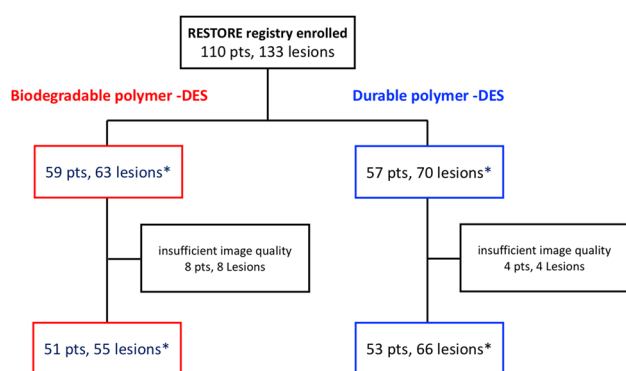 RESTORE registry enrolled
110 pts, 133 lesions
Biodegradable polymer -DES
Durable polymer -DES
59 pts, 63 lesions*
57 pts, 70 lesions*
insufficient image quality
8 pts, 8 Lesions
insufficient image quality
4 pts, 4 Lesions
51 pts, 55 lesions*
53 pts, 66 lesions*